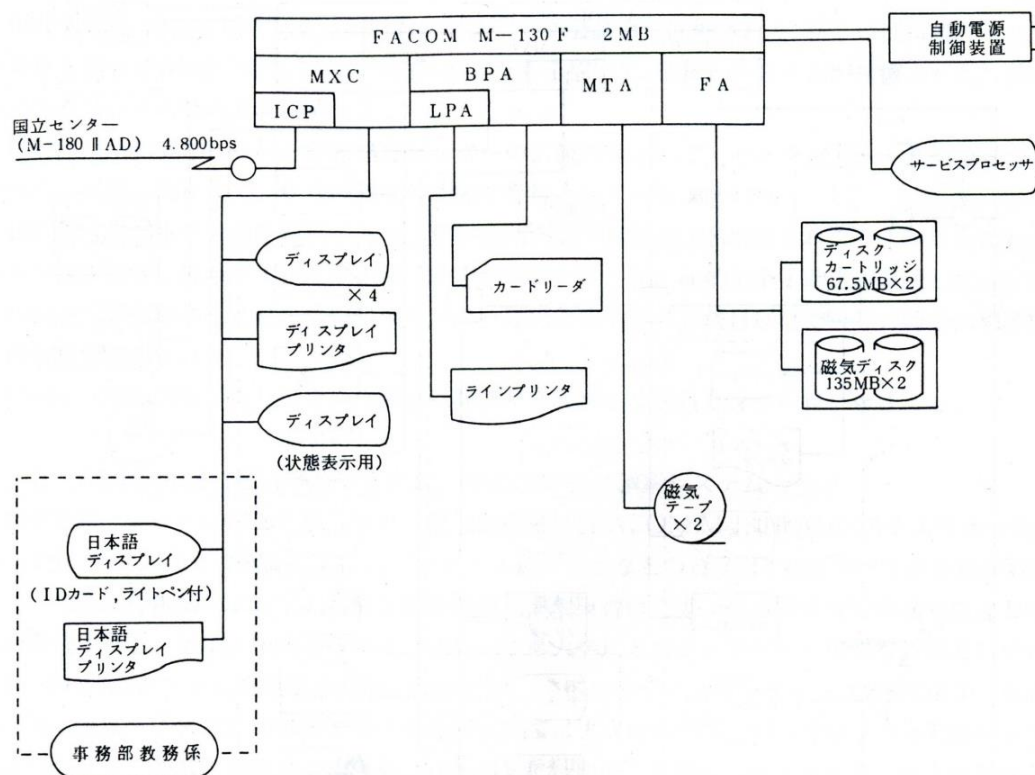 FACOM M-130F 2MB
自動電源
制御装置
MXC
BPA
MTA
FA
ICP
LPA
国立センター
(M-180ⅡAD) 4.800bps
サービスプロセッサ
ディスプレイ
×4
カードリーダ
ディスク
カートリッジ
67.5MB×2
ディスプレイ
プリンタ
磁気ディスク
135MB×2
ラインプリンタ
ディスプレイ
(状態表示用)
磁気
テープ
×2
日本語
ディスプレイ
(IDカード,ライトペン付)
日本語
ディスプレイ
プリンタ
事務部教務係